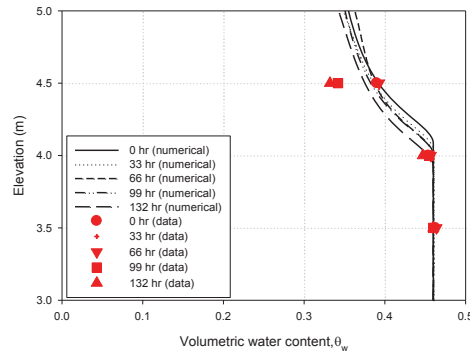 5.0
4.5
4.0
3.5
3.0
Elevation (m)
0 hr (numerical)
33 hr (numerical)
66 hr (numerical)
99 hr (numerical)
132 hr (numerical)
0 hr (data)
33 hr (data)
66 hr (data)
99 hr (data)
132 hr (data)
0.0 0.1 0.2 0.3 0.4 0.5
Volumetric water content,θw